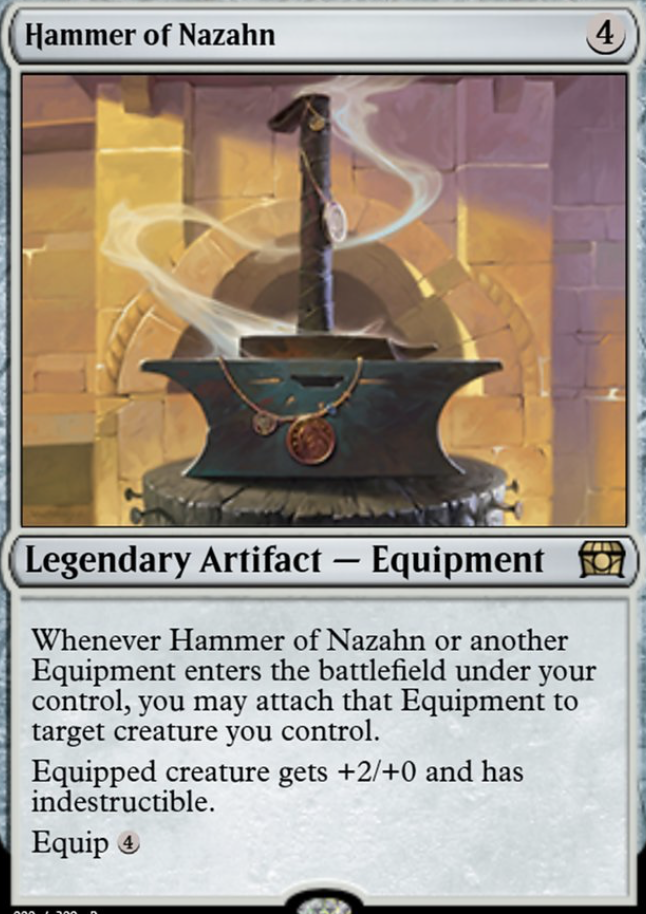 Hammer of Nazahn 4
Legendary Artifact — Equipment
Whenever Hammer of Nazahn or another
Equipment enters the battlefield under your
control, you may attach that Equipment to
target creature you control.
Equipped creature gets +2/+0 and has
indestructible.
Equip 4